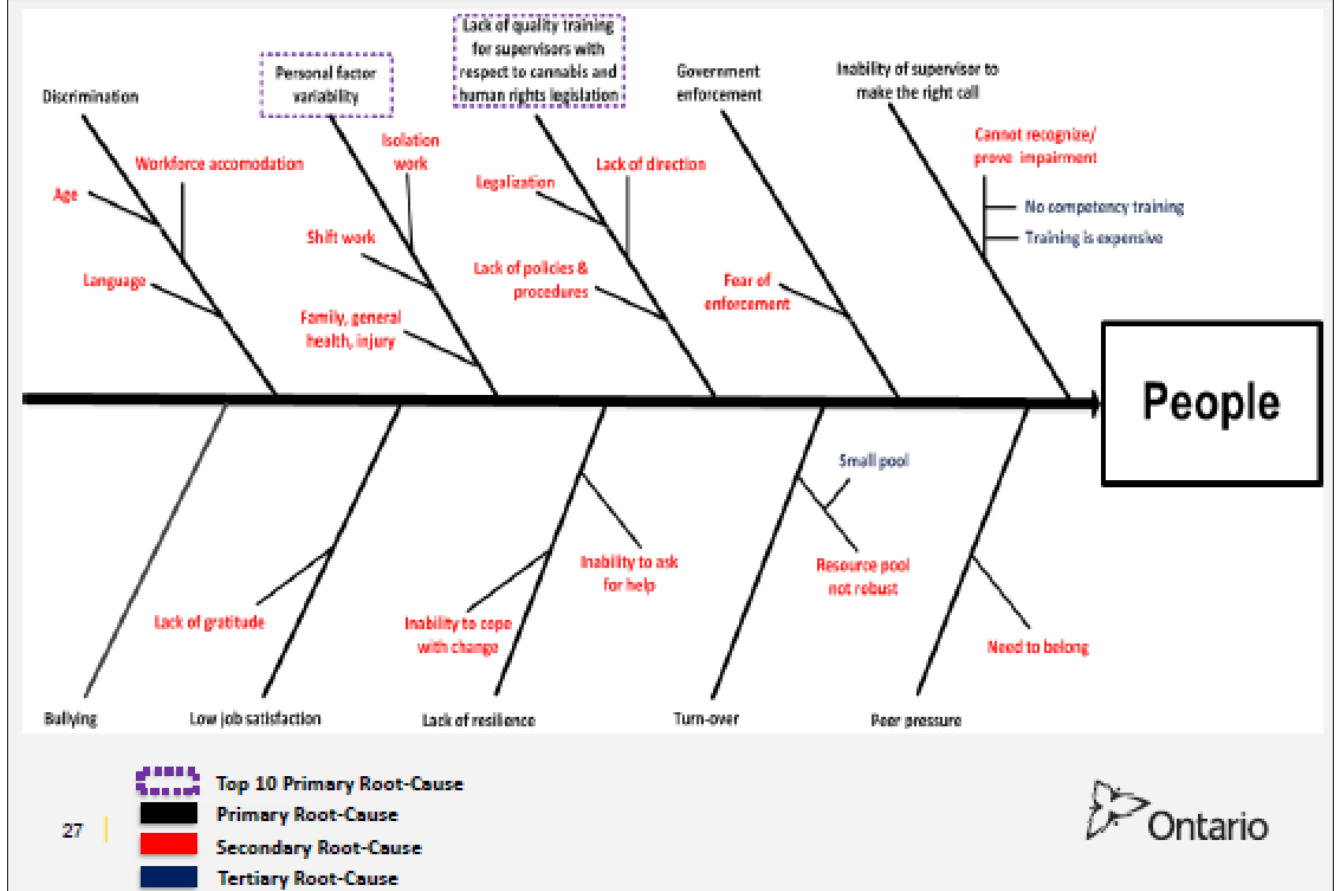 Discrimination
Personal factor
variability
Lack of quality training
for supervisors with
respect to cannabis and
human rights legislation
Government
enforcement
Inability of supervisor to
make the right call
Age
Workforce accomodation
Language
Isolation
work
Shift work
Family, general
health, injury
Legalization
Lack of direction
Lack of policies &
procedures
Fear of
enforcement
Cannot recognize/
prove impairment
No competency training
Training is expensive
People
Lack of gratitude
Inability to cope
with change
Inability to ask
for help
Small pool
Resource pool
not robust
Need to belong
Bullying
Low job satisfaction
Lack of resilience
Turn-over
Peer pressure
Top 10 Primary Root-Cause
Primary Root-Cause
Secondary Root-Cause
Tertiary Root-Cause
27
Ontario